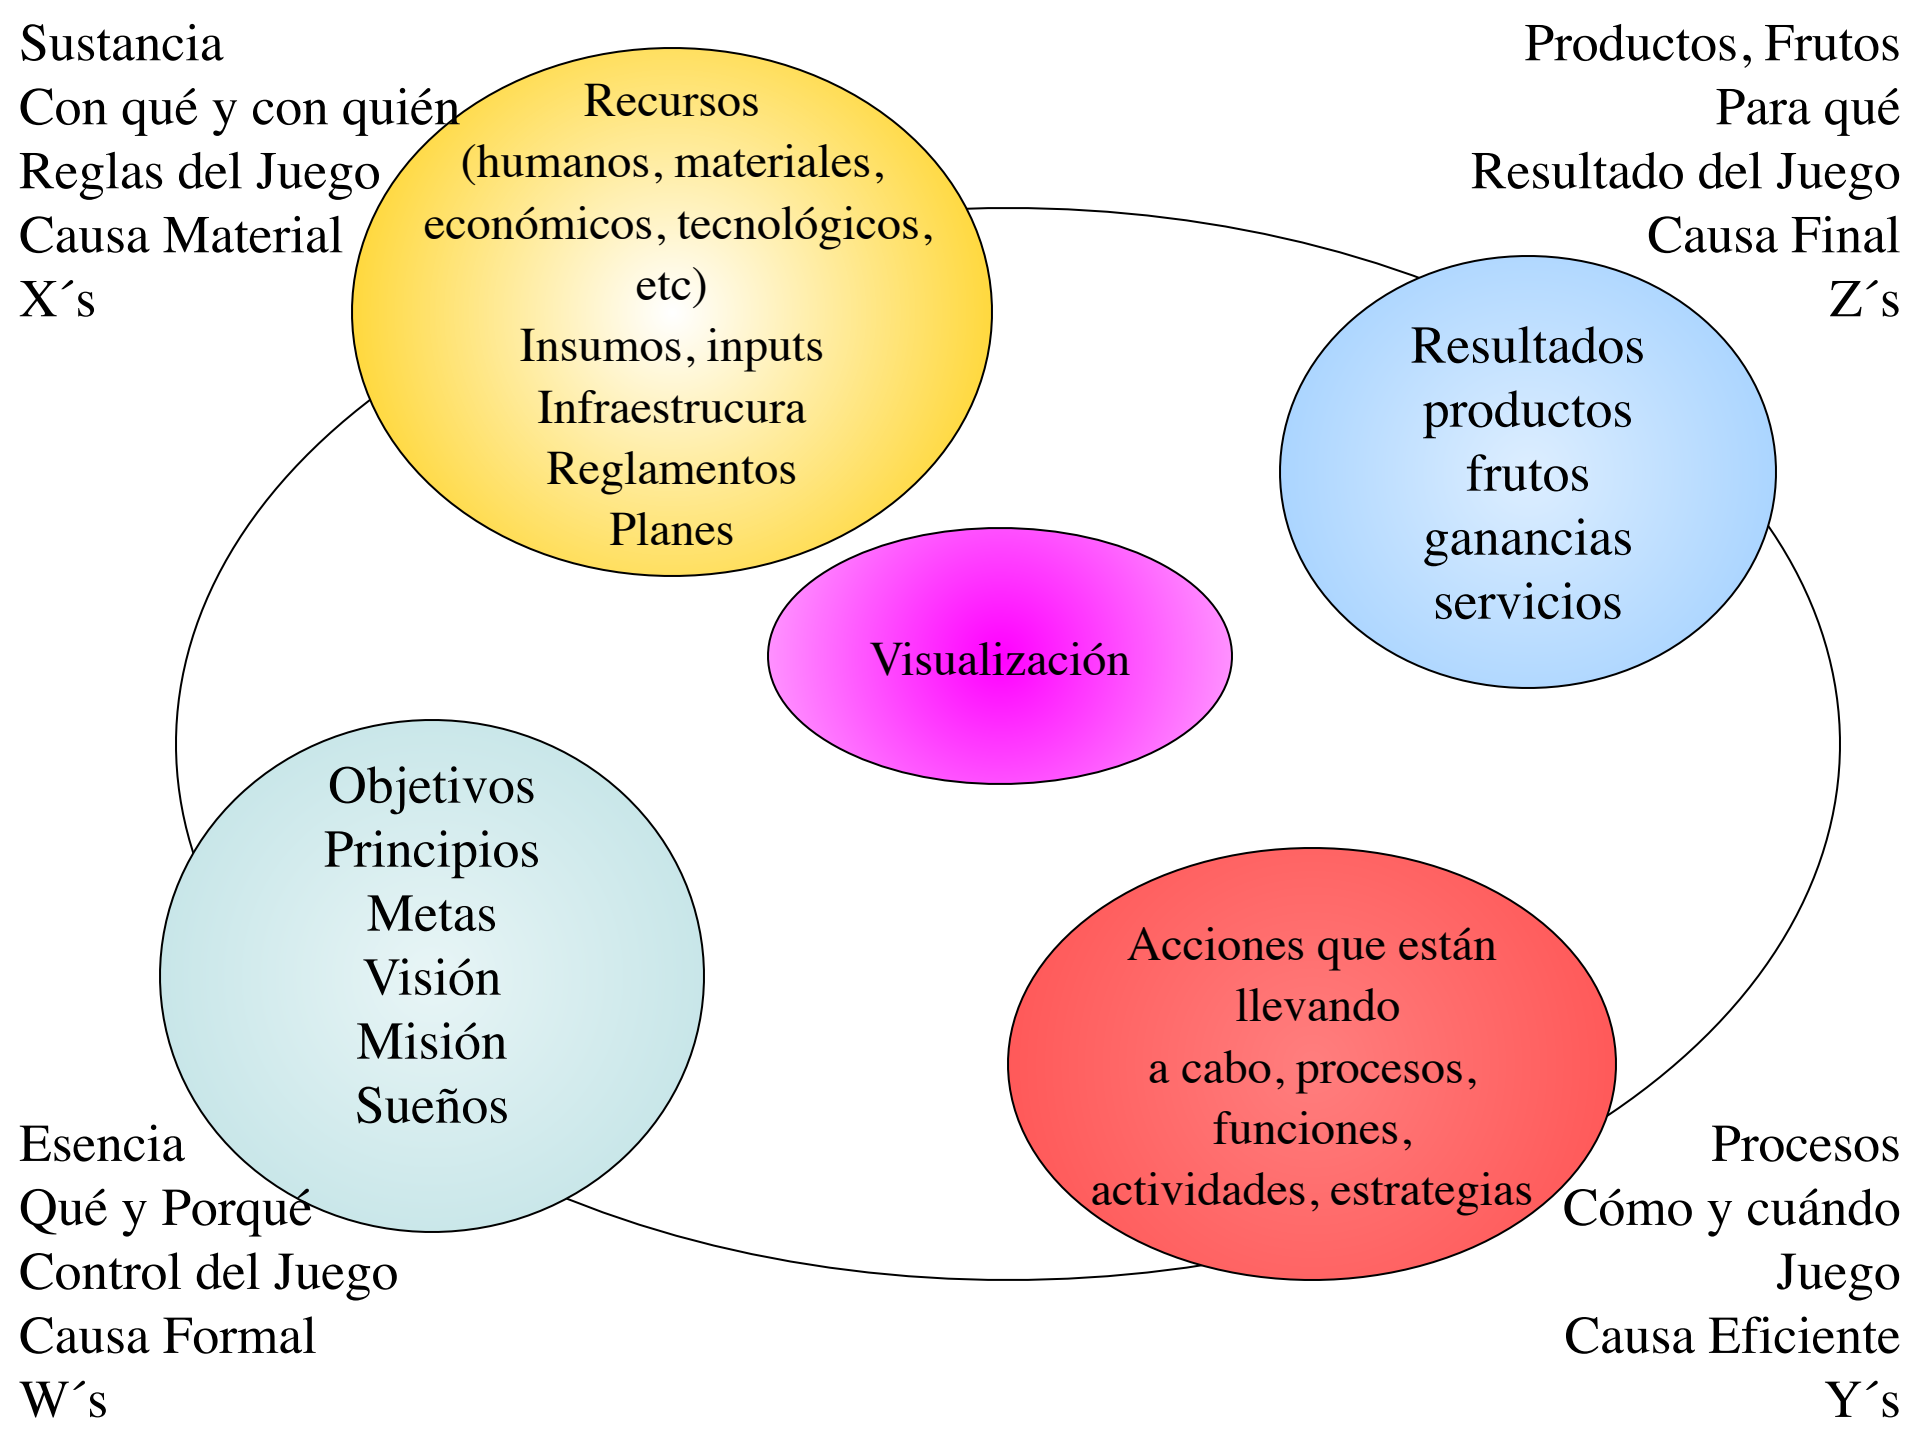 Sustancia
Con qué y con quién
Reglas del Juego
Causa Material
X´s
Recursos
(humanos, materiales,
económicos, tecnológicos,
etc)
Insumos, inputs
Infraestrucura
Reglamentos
Planes
Productos, Frutos
Para qué
Resultado del Juego
Causa Final
Z´s
Resultados
productos
frutos
ganancias
servicios
Visualización
Objetivos
Principios
Metas
Visión
Misión
Sueños
Esencia
Qué y Porqué
Control del Juego
Causa Formal
W´s
Acciones que están
llevando
a cabo, procesos,
funciones,
actividades, estrategias
Procesos
Cómo y cuándo
Juego
Causa Eficiente
Y´s